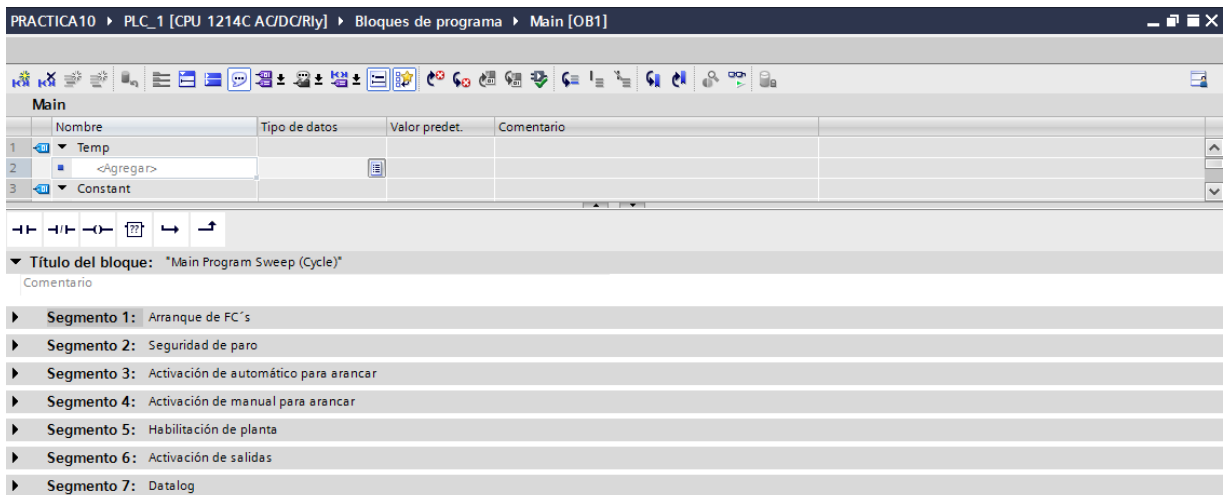 PRACTICA10 ▸ PLC_1 [CPU 1214C AC/DC/Rly] ▸ Bloques de programa ▸ Main [OB1]
Main
Nombre Tipo de datos Valor predet. Comentario
1 Temp
2 <Agregar>
3 Constant
??
Título del bloque: "Main Program Sweep (Cycle)"
Comentario
Segmento 1: Arranque de FC´s
Segmento 2: Seguridad de paro
Segmento 3: Activación de automático para arancar
Segmento 4: Activación de manual para arancar
Segmento 5: Habilitación de planta
Segmento 6: Activación de salidas
Segmento 7: Datalog